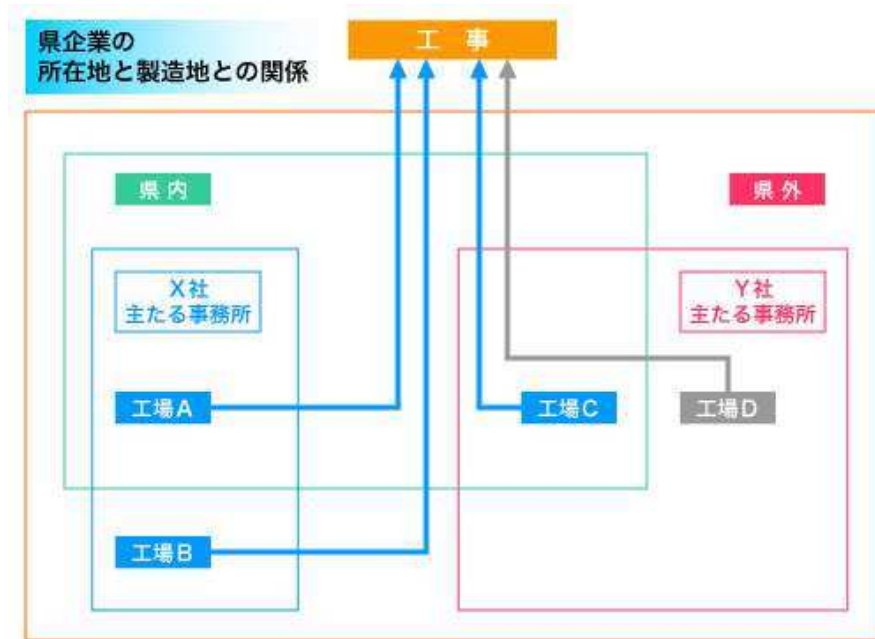 県企業の
所在地と製造地との関係
工 事
県 内
県 外
X社
主たる事務所
Y社
主たる事務所
工場A
工場C
工場D
工場B